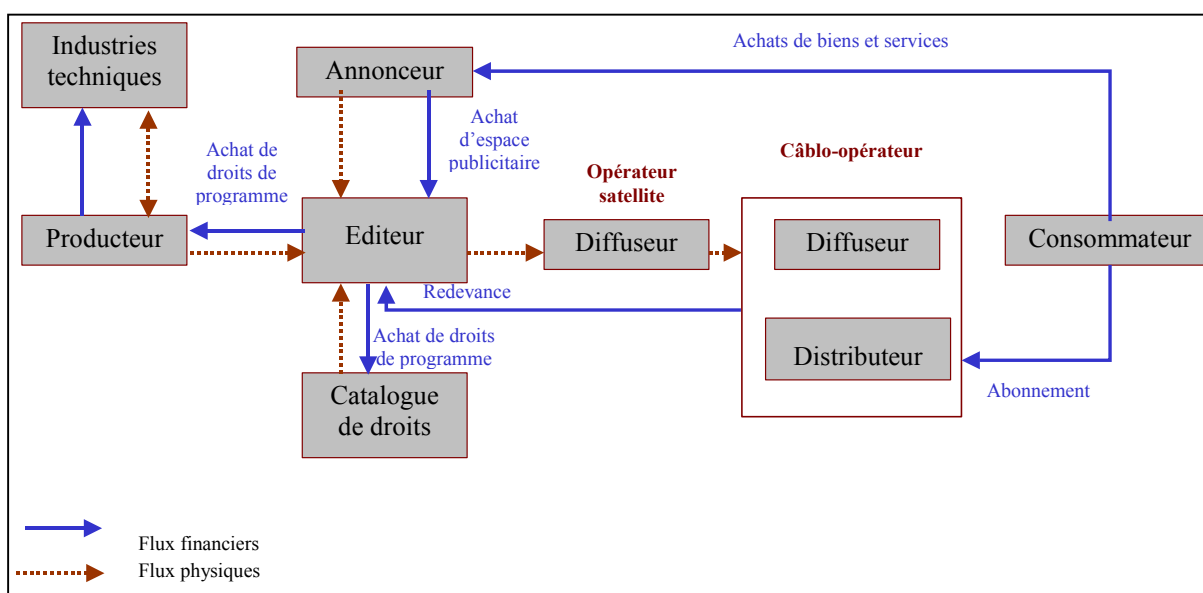 Industries
techniques
Annonceur
Achats de biens et services
Achat
d'espace
publicitaire
Achat de
droits de
programme
Opérateur
satellite
Câblo-opérateur
Producteur
Editeur
Diffuseur
Diffuseur
Consommateur
Redevance
Achat de droits
de programme
Distributeur
Abonnement
Catalogue
de droits
Flux financiers
Flux physiques